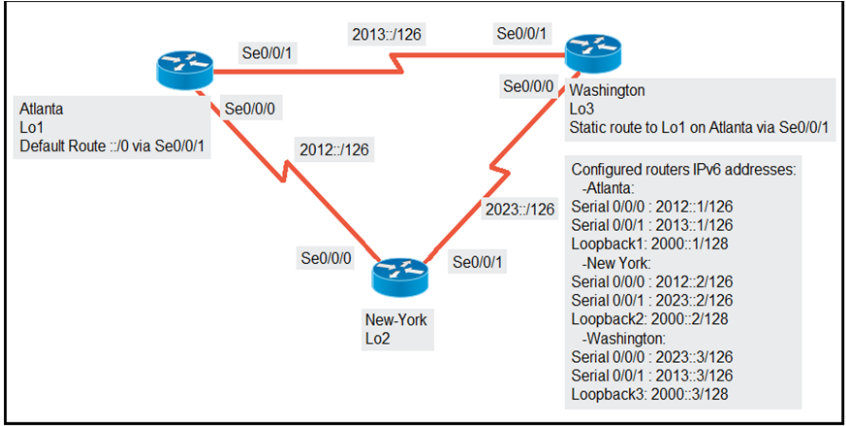 2013::/126
Se0/0/1
Se0/0/1
Se0/0/0
Washington
Lo3
Static route to Lo1 on Atlanta via Se0/0/1
Atlanta
Lo1
Default Route ::/0 via Se0/0/1
Se0/0/0
2012::/126
2023::/126
Se0/0/0
Se0/0/1
New-York
Lo2
Configured routers IPv6 addresses:
-Atlanta:
Serial 0/0/0 : 2012::1/126
Serial 0/0/1 : 2013::1/126
Loopback1: 2000::1/128
-New York:
Serial 0/0/0 : 2012::2/126
Serial 0/0/1 : 2023::2/126
Loopback2: 2000::2/128
-Washington:
Serial 0/0/0 : 2023::3/126
Serial 0/0/1 : 2013::3/126
Loopback3: 2000::3/128